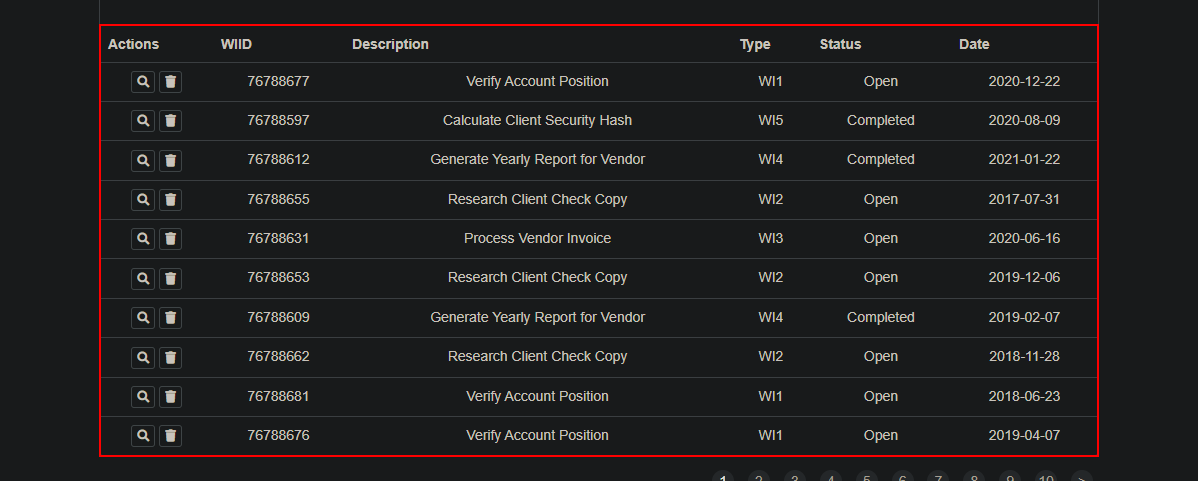 Actions WIID Description Type Status Date
76788677 Verify Account Position WI1 Open 2020-12-22
76788597 Calculate Client Security Hash WI5 Completed 2020-08-09
76788612 Generate Yearly Report for Vendor WI4 Completed 2021-01-22
76788655 Research Client Check Copy WI2 Open 2017-07-31
76788631 Process Vendor Invoice WI3 Open 2020-06-16
76788653 Research Client Check Copy WI2 Open 2019-12-06
76788609 Generate Yearly Report for Vendor WI4 Completed 2019-02-07
76788662 Research Client Check Copy WI2 Open 2018-11-28
76788681 Verify Account Position WI1 Open 2018-06-23
76788676 Verify Account Position WI1 Open 2019-04-07
1 2 3 4 5 6 7 8 9 10 >